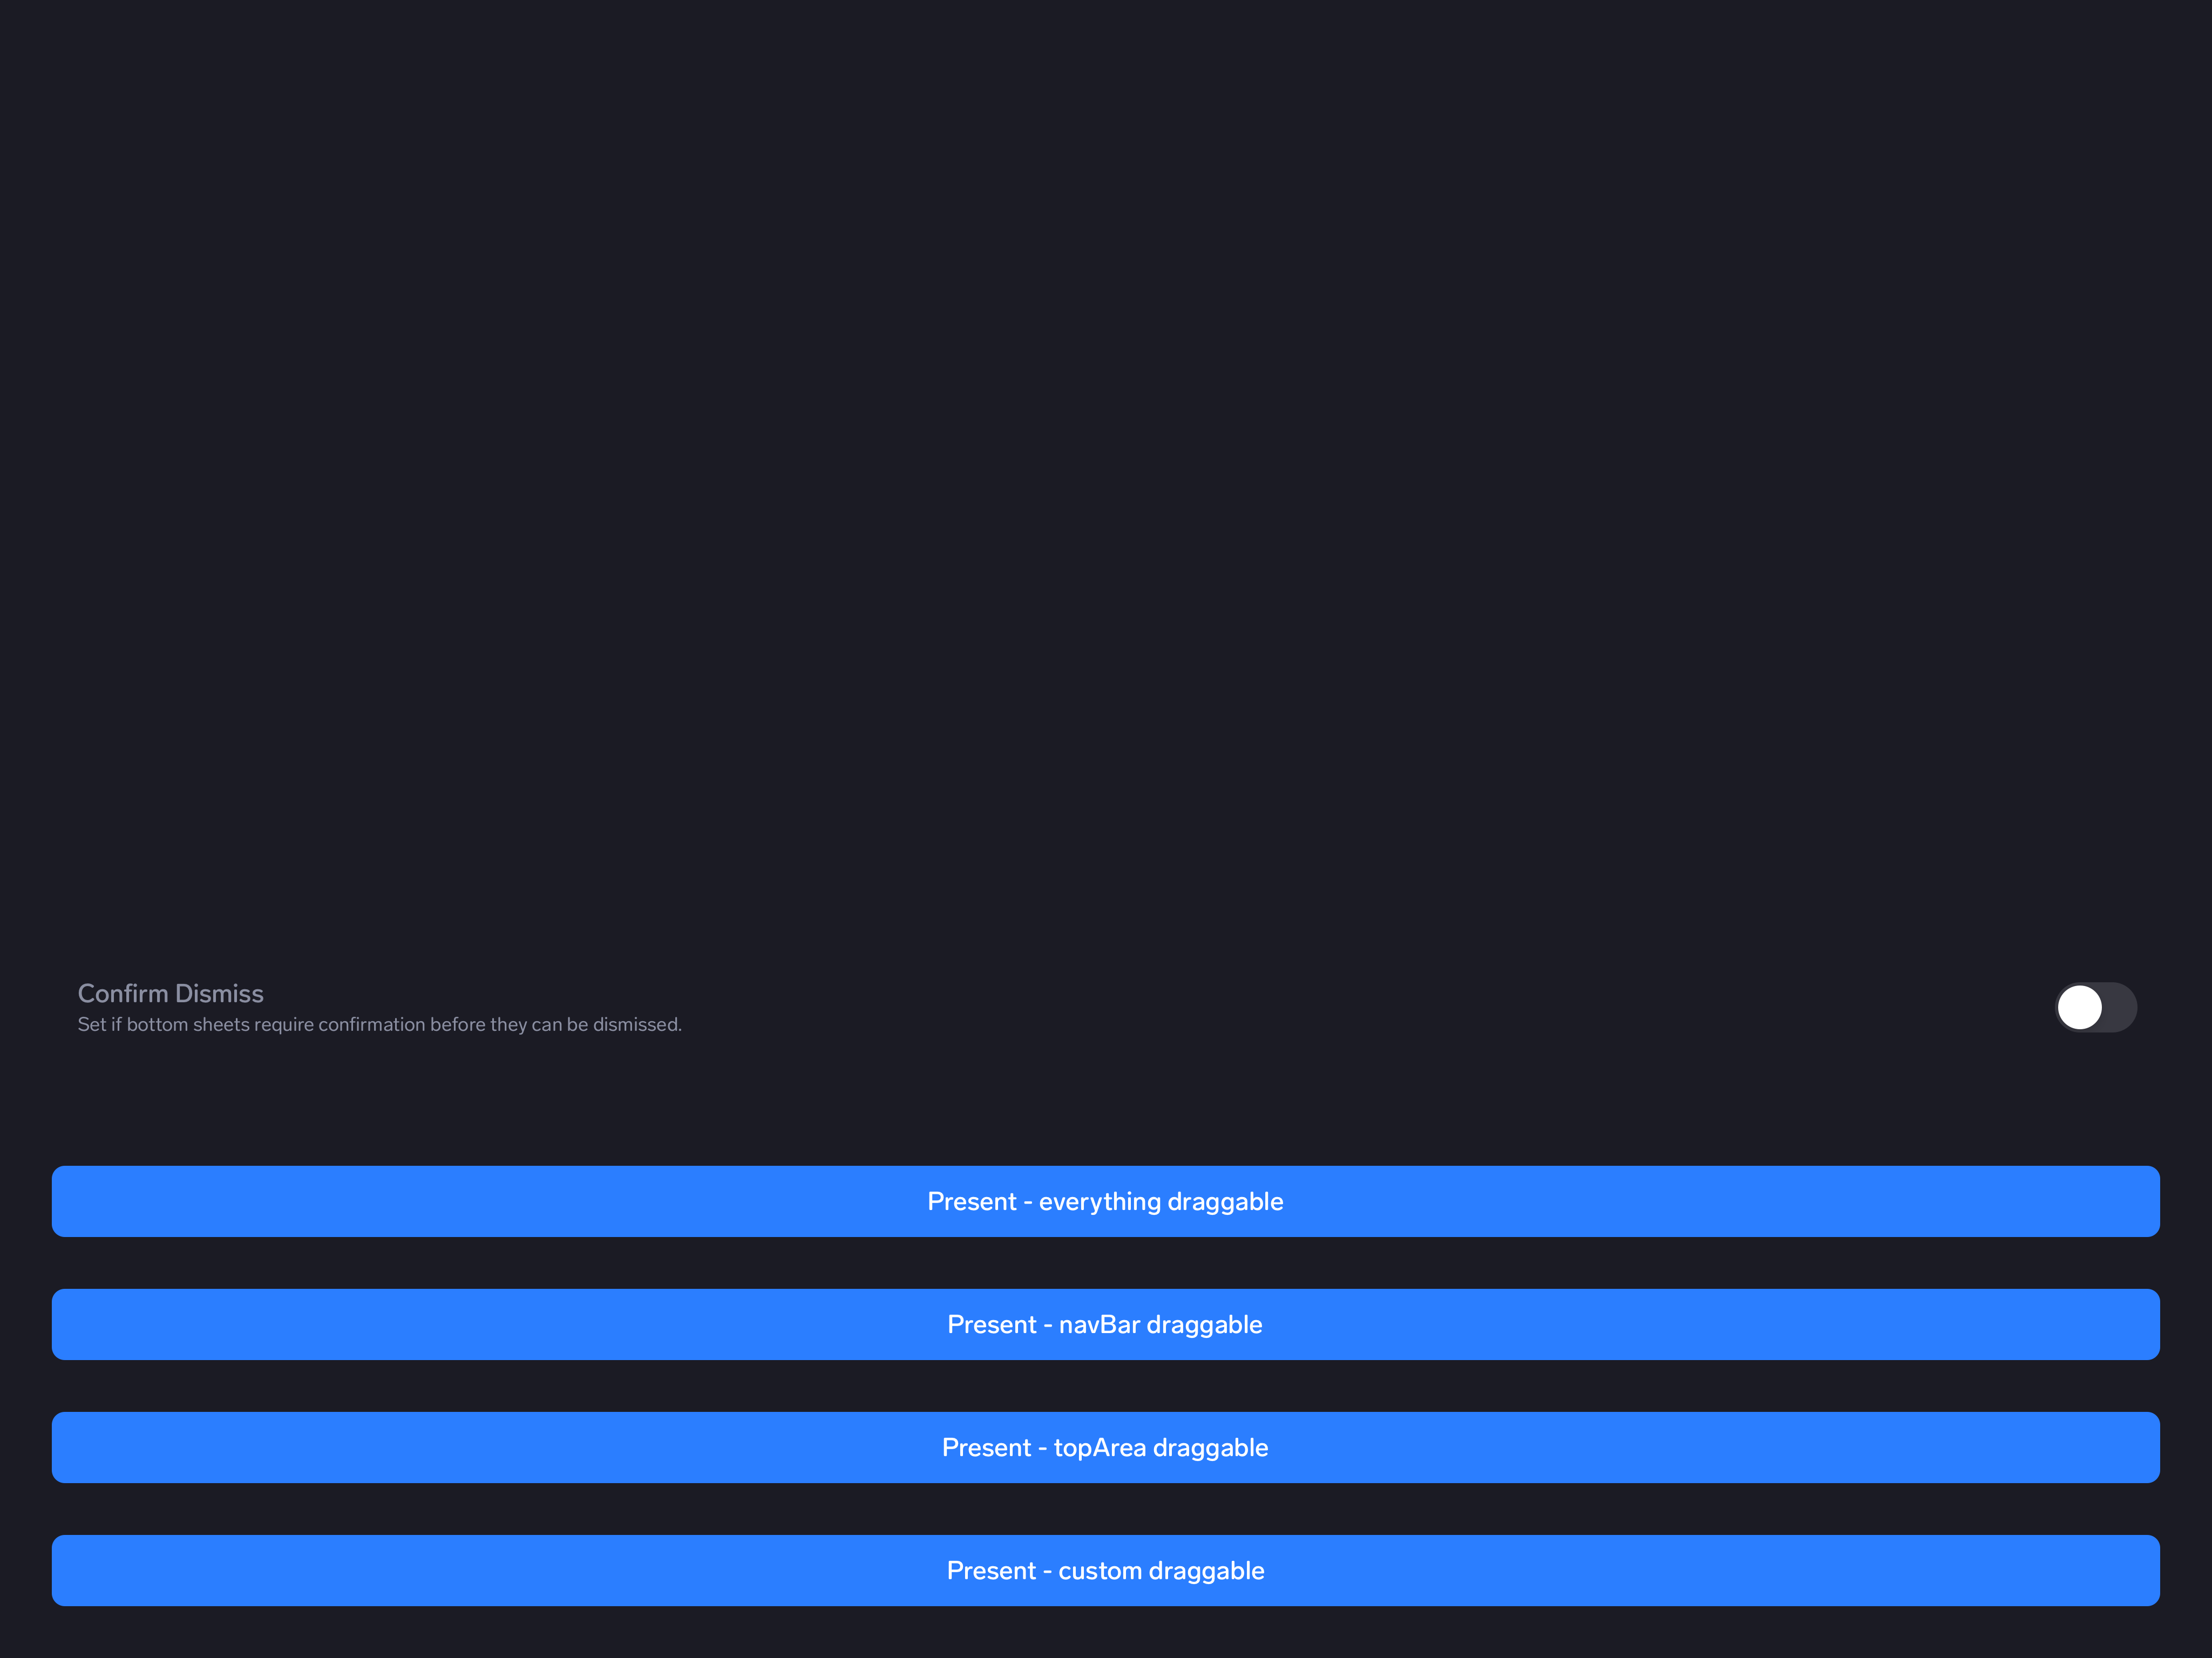 Confirm Dismiss
Set if bottom sheets require confirmation before they can be dismissed.
Present - everything draggable
Present - navBar draggable
Present - topArea draggable
Present - custom draggable